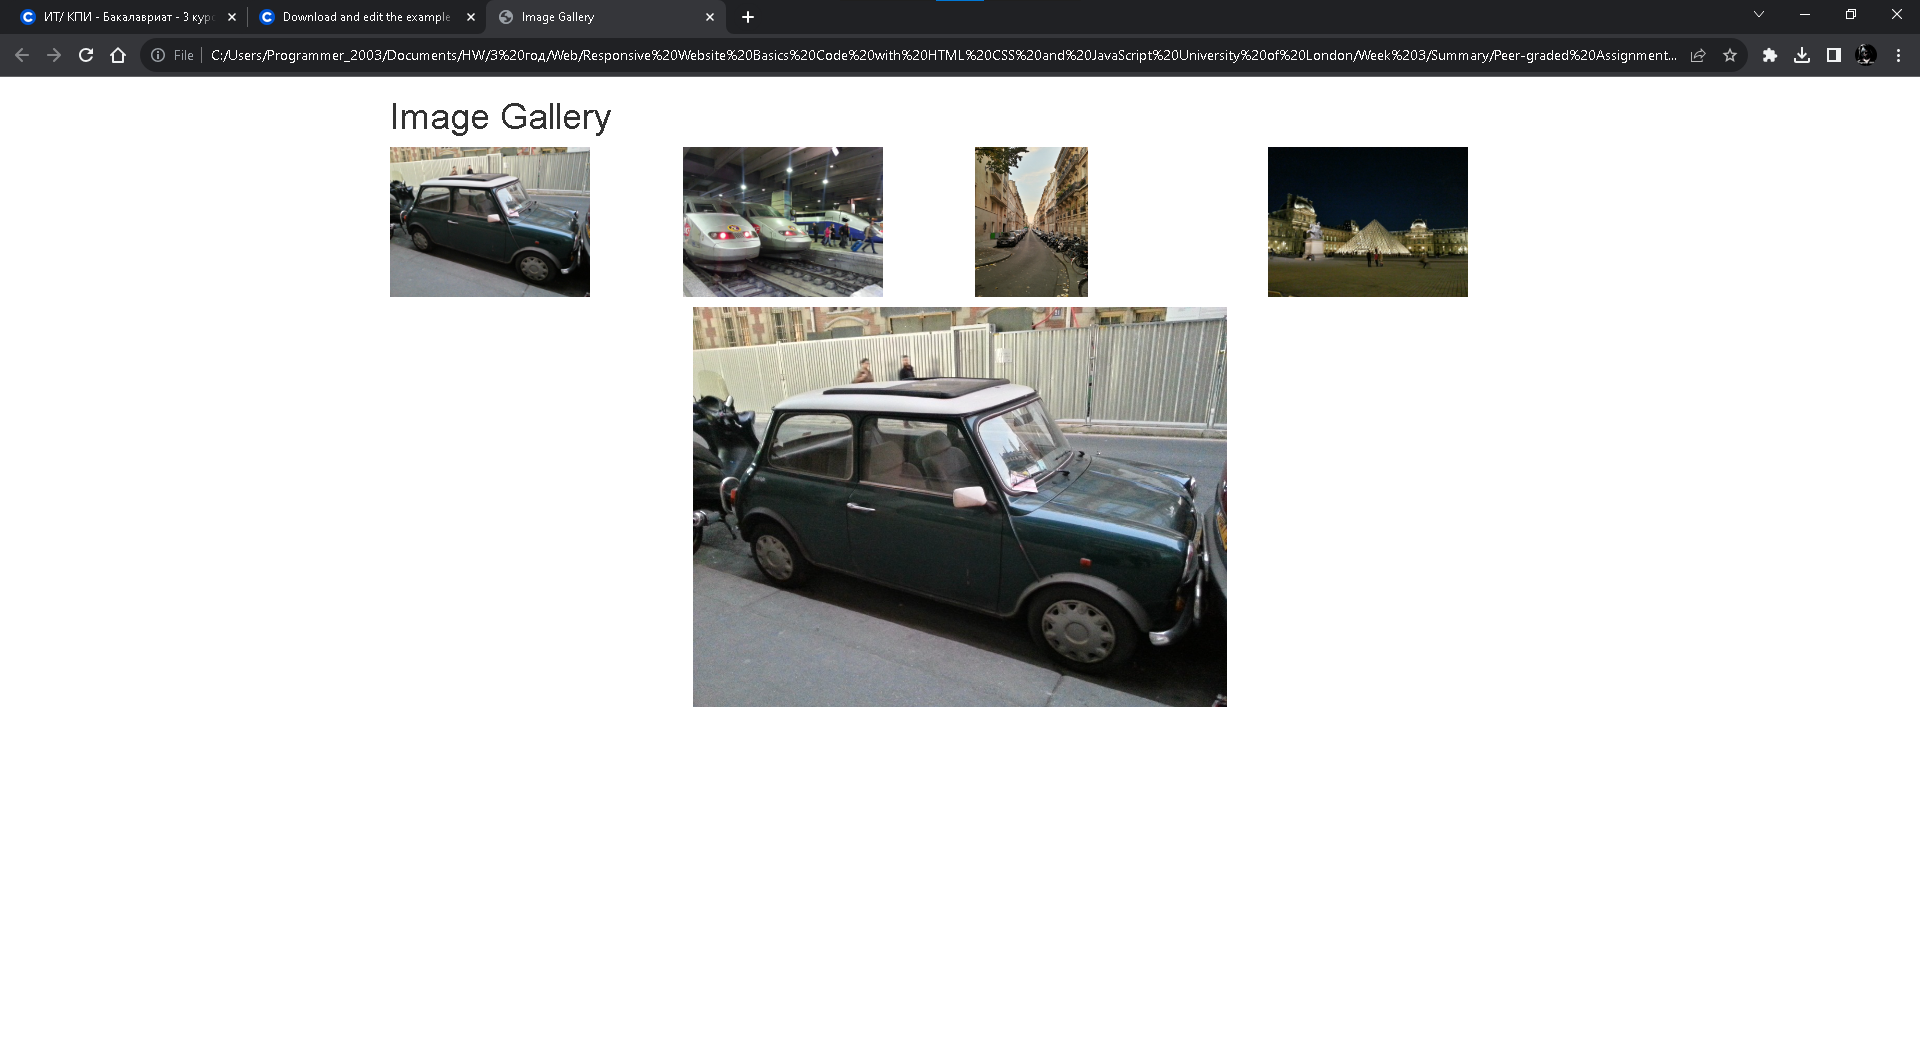 ИТ/ КПИ - Бакалавриат - 3 курс
Download and edit the example
Image Gallery
File
C:/Users/Programmer_2003/Documents/HW/3%20год/Web/Responsive%20Website%20Basics%20Code%20with%20HTML%20CSS%20and%20JavaScript%20University%20of%20London/Week%203/Summary/Peer-graded%20Assignment...
Image Gallery